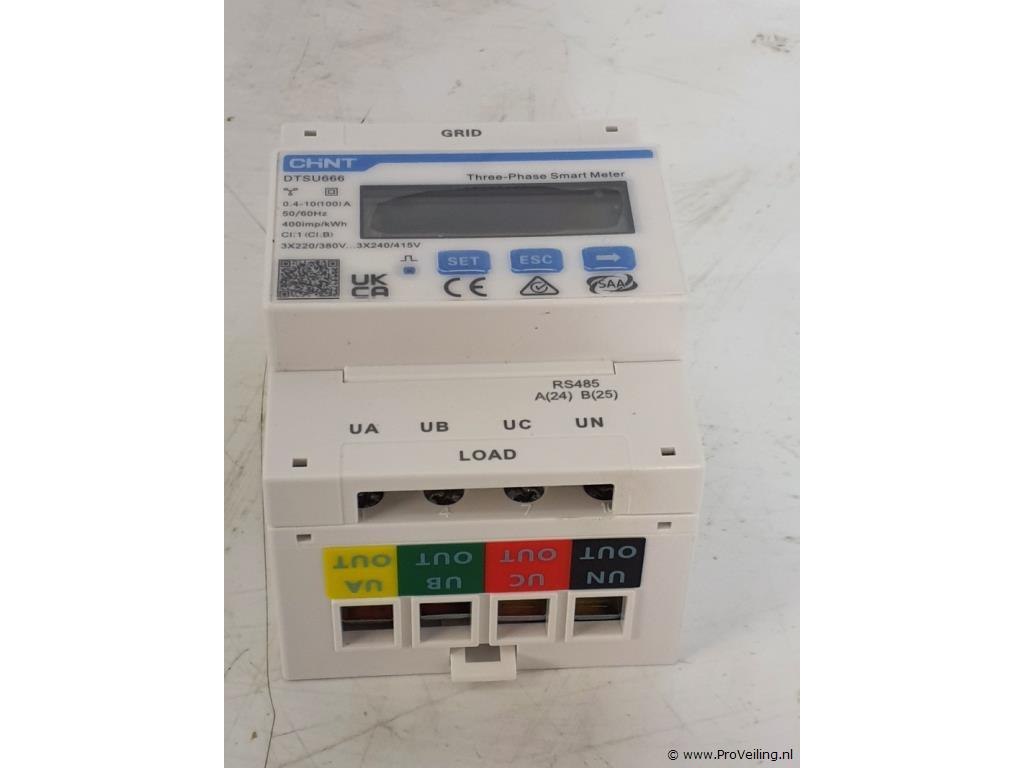 GRID
CHNT
DTSU666
Three-Phase Smart Meter
0.4-10(100)A
50/60Hz
400imp/kWh
Cl:1 (Cl.B)
3X220/380V...3X240/415V
SET ESC
UK
CA
CE
SAA
RS485
A(24) B(25)
UA UB UC UN
LOAD
4 7
UA OUT
UB OUT
UC OUT
UN OUT
© www.ProVeiling.nl